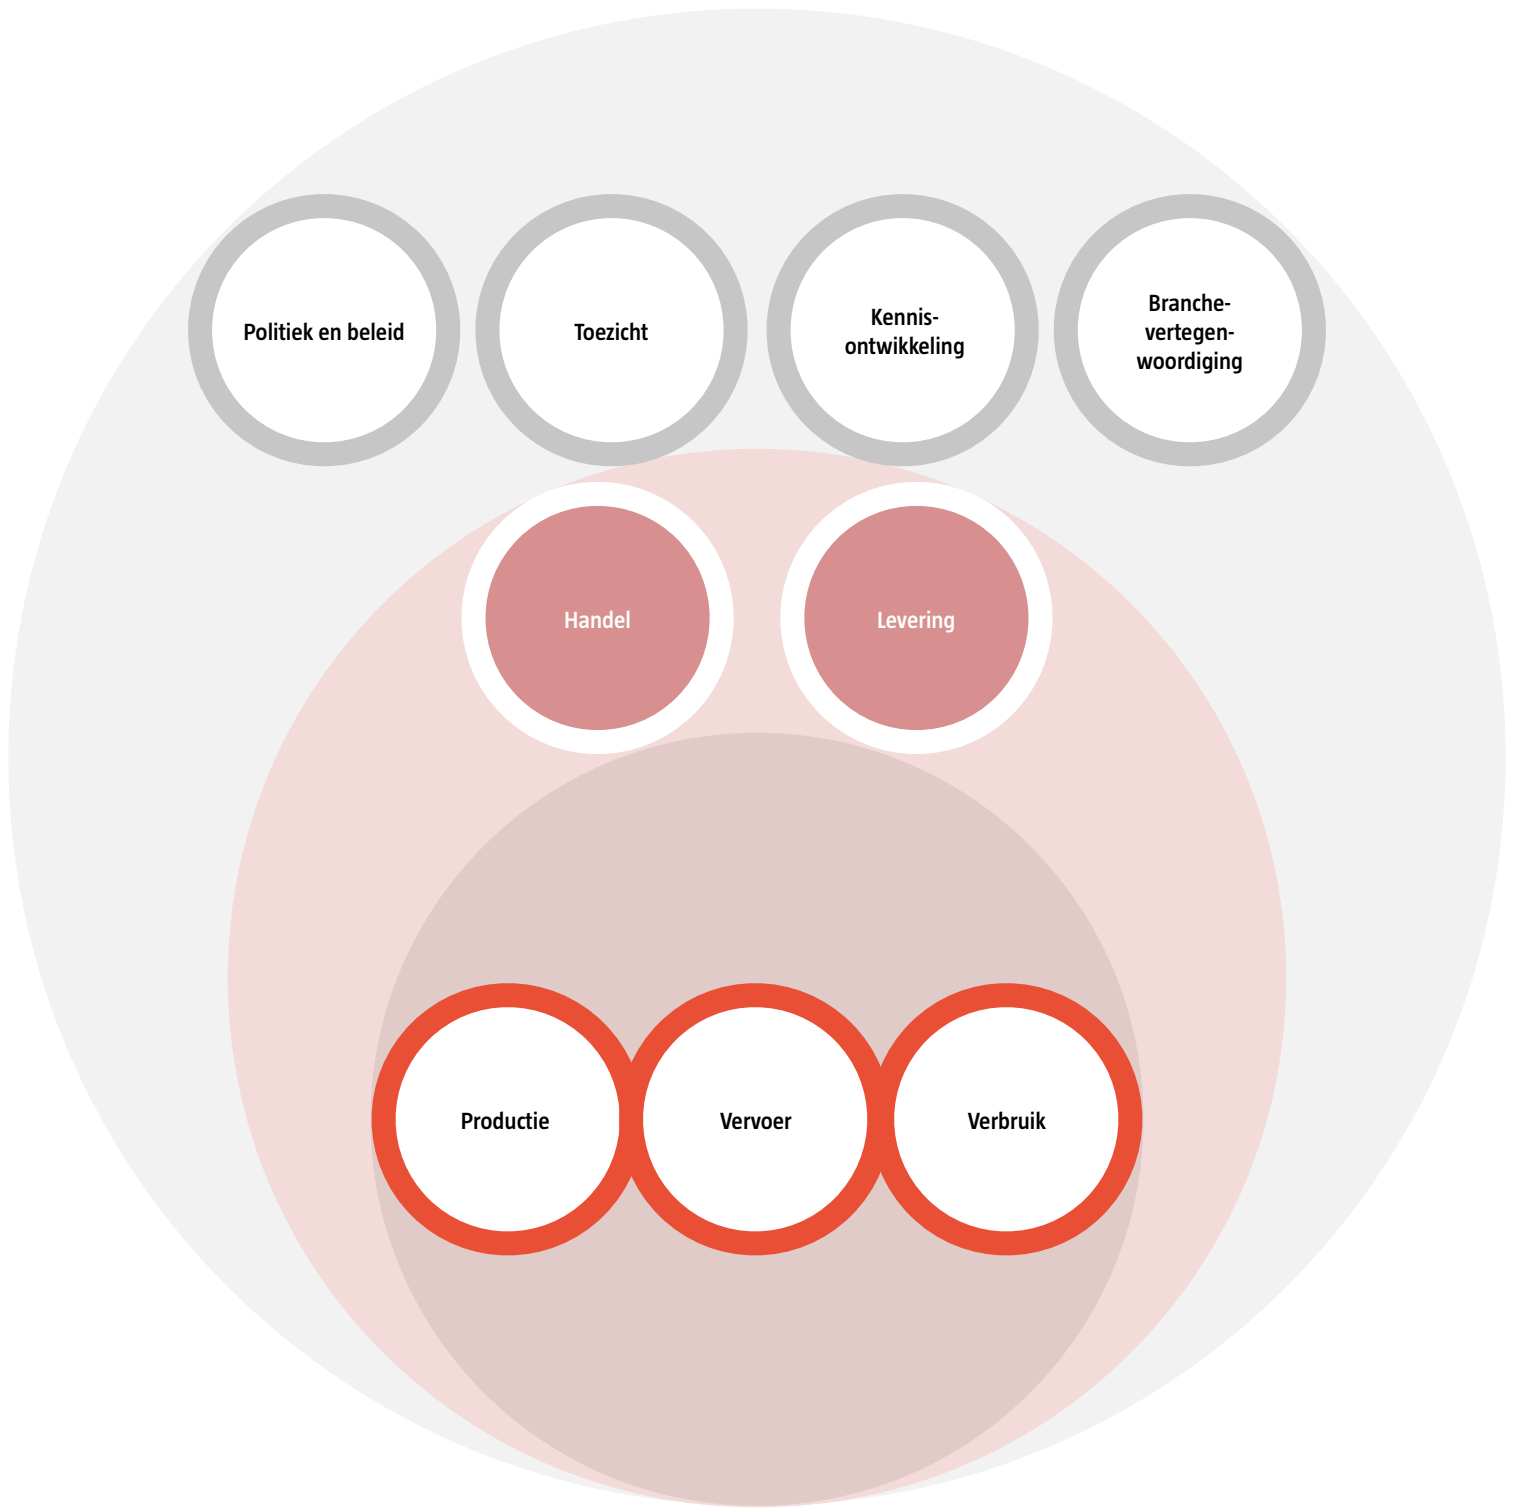 Politiek en beleid
Toezicht
Kennis-
ontwikkeling
Branche-
vertegen-
woordiging
Handel
Levering
Productie
Vervoer
Verbruik